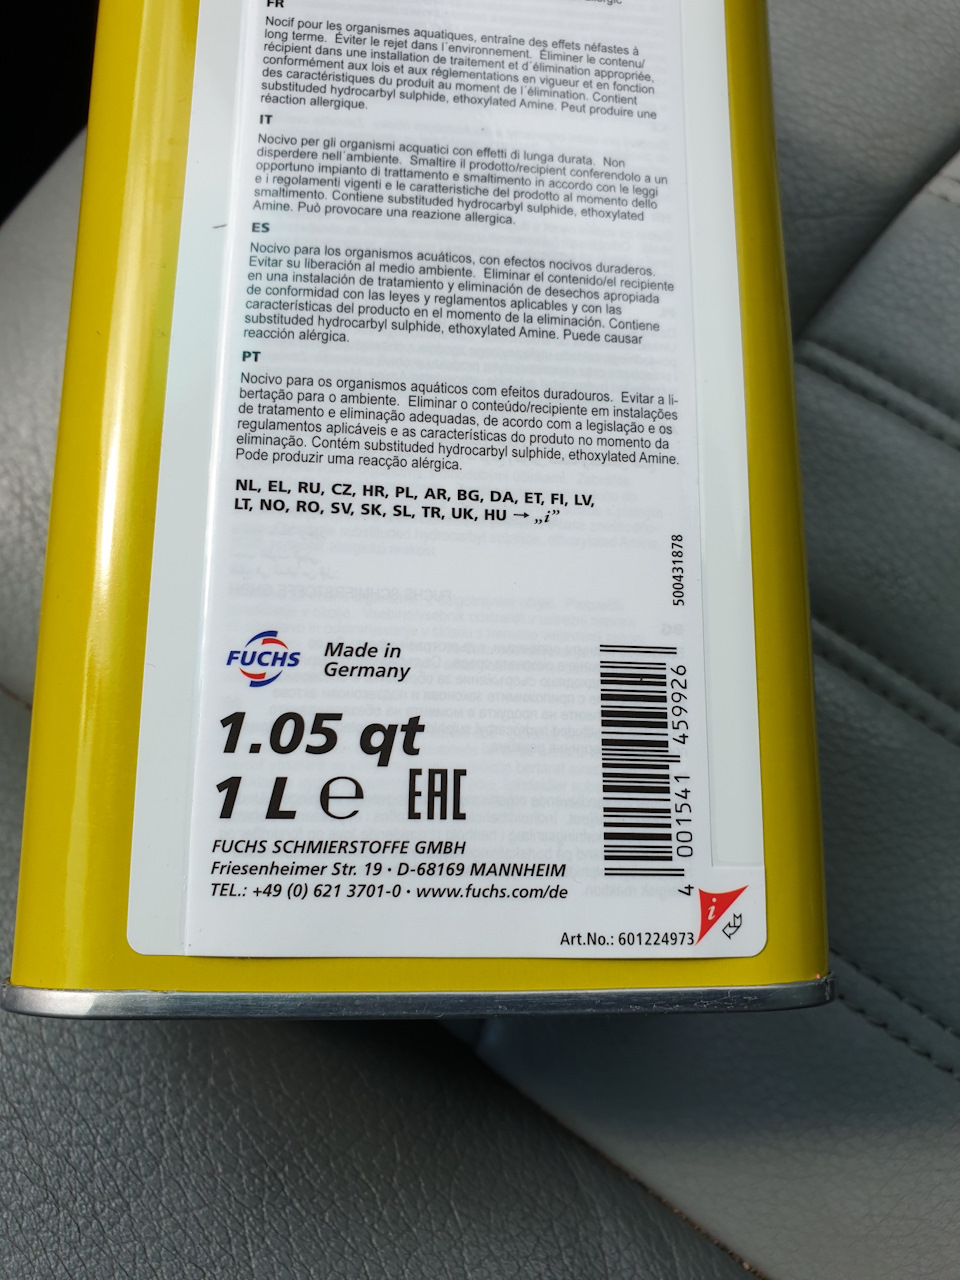 FR
Nocif pour les organismes aquatiques, entraîne des effets néfastes à
long terme. Éviter le rejet dans l´environnement. Éliminer le contenu/
récipient dans une installation de traitement et d´élimination appropriée,
conformément aux lois et aux réglementations en vigueur et en fonction
des caractéristiques du produit au moment de l´élimination. Contient
substituded hydrocarbyl sulphide, ethoxylated Amine. Peut produire une
réaction allergique.
IT
Nocivo per gli organismi acquatici con effetti di lunga durata. Non
disperdere nell´ambiente. Smaltire il prodotto/recipient conferendolo a un
opportuno impianto di trattamento e smaltimento in accordo con le leggi
e i regolamenti vigenti e le caratteristiche del prodotto al momento dello
smaltimento. Contiene substituded hydrocarbyl sulphide, ethoxylated
Amine. Può provocare una reazione allergica.
ES
Nocivo para los organismos acuáticos, con efectos nocivos duraderos.
Evitar su liberación al medio ambiente. Eliminar el contenido/el recipiente
en una instalación de tratamiento y eliminación de desechos apropiada
de conformidad con las leyes y reglamentos aplicables y con las
características del producto en el momento de la eliminación. Contiene
substituded hydrocarbyl sulphide, ethoxylated Amine. Puede causar
reacción alérgica.
PT
Nocivo para os organismos aquáticos com efeitos duradouros. Evitar a li-
bertação para o ambiente. Eliminar o conteúdo/recipiente em instalações
de tratamento e eliminação adequadas, de acordo com a legislação e os
regulamentos aplicáveis e as características do produto no momento da
eliminação. Contém substituded hydrocarbyl sulphide, ethoxylated Amine.
Pode produzir uma reacção alérgica.
NL, EL, RU, CZ, HR, PL, AR, BG, DA, ET, FI, LV,
LT, NO, RO, SV, SK, SL, TR, UK, HU → „i”
500431878
FUCHS
Made in
Germany
1.05 qt
1 L ℮ EAC
4 001541 459926
FUCHS SCHMIERSTOFFE GMBH
Friesenheimer Str. 19 · D-68169 MANNHEIM
TEL.: +49 (0) 621 3701-0 · www.fuchs.com/de
i
Art.No.: 601224973